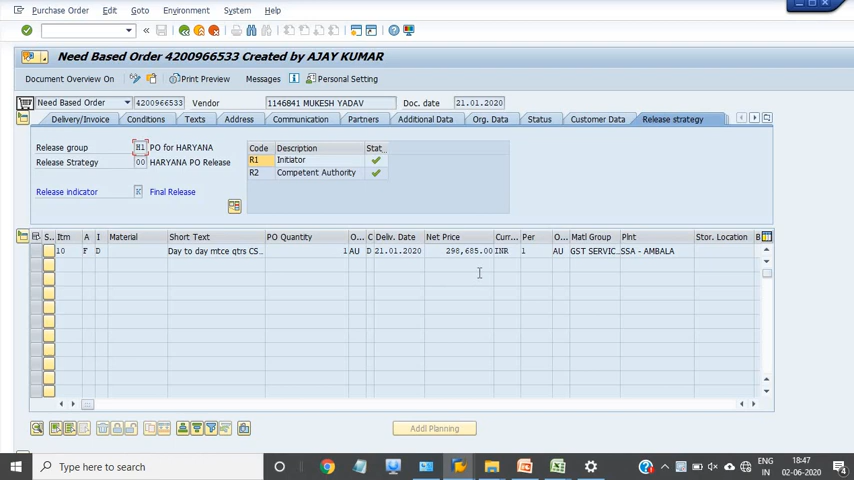 Purchase Order Edit Goto Environment System Help
Need Based Order 4200966533 Created by AJAY KUMAR
Document Overview On Print Preview Messages Personal Setting
Need Based Order 4200966533 Vendor 1146841 MUKESH YADAV Doc. date 21.01.2020
Delivery/Invoice Conditions Texts Address Communication Partners Additional Data Org. Data Status Customer Data Release strategy
Release group H1 PO for HARYANA
Release Strategy 00 HARYANA PO Release
Release indicator K Final Release
Code Description Stat..
R1 Initiator
R2 Competent Authority
S.. Itm A I Material Short Text PO Quantity O... C Deliv. Date Net Price Curr... Per O... Matl Group Plnt Stor. Location B
10 F D Day to day mtce qtrs CS.. 1 AU D 21.01.2020 298,685.00 INR 1 AU GST SERVIC.. SSA - AMBALA
Addl Planning
Type here to search
ENG
IN
18:47
02-06-2020
4